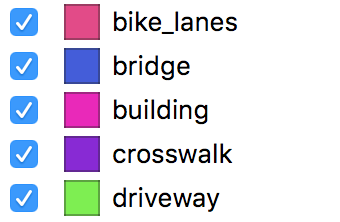 bike_lanes
bridge
building
crosswalk
driveway